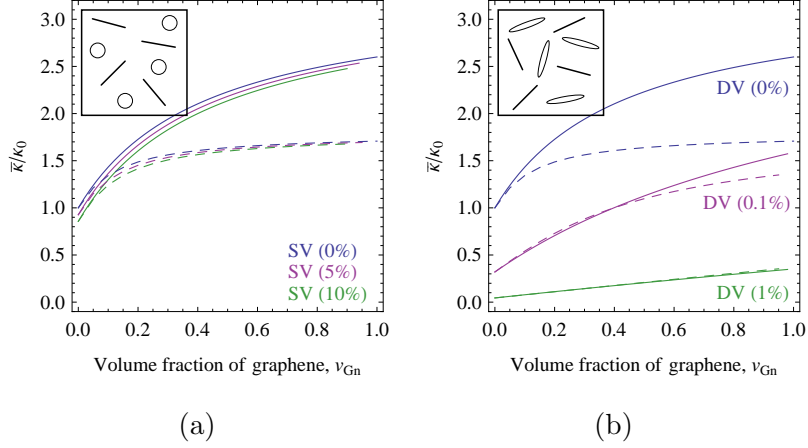 3.0
2.5
2.0
1.5
1.0
0.5
0.0
κ̄/κ0
SV (0%)
SV (5%)
SV (10%)
0.0 0.2 0.4 0.6 0.8 1.0
Volume fraction of graphene, vGn
(a)
3.0
2.5
2.0
1.5
1.0
0.5
0.0
κ̄/κ0
DV (0%)
DV (0.1%)
DV (1%)
0.0 0.2 0.4 0.6 0.8 1.0
Volume fraction of graphene, vGn
(b)